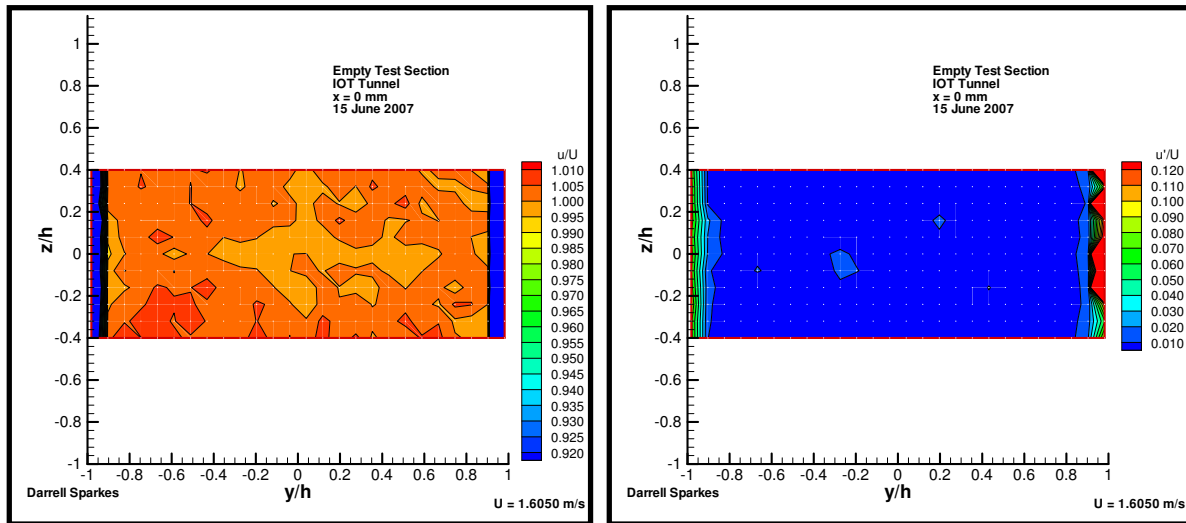 Empty Test Section
IOT Tunnel
x = 0 mm
15 June 2007
z/h
1
0.8
0.6
0.4
0.2
0
-0.2
-0.4
-0.6
-0.8
-1
-1 -0.8 -0.6 -0.4 -0.2 0 0.2 0.4 0.6 0.8 1
y/h
u/U
1.010
1.005
1.000
0.995
0.990
0.985
0.980
0.975
0.970
0.965
0.960
0.955
0.950
0.945
0.940
0.935
0.930
0.925
0.920
Darrell Sparkes
U = 1.6050 m/s
Empty Test Section
IOT Tunnel
x = 0 mm
15 June 2007
z/h
1
0.8
0.6
0.4
0.2
0
-0.2
-0.4
-0.6
-0.8
-1
-1 -0.8 -0.6 -0.4 -0.2 0 0.2 0.4 0.6 0.8 1
y/h
u'/U
0.120
0.110
0.100
0.090
0.080
0.070
0.060
0.050
0.040
0.030
0.020
0.010
Darrell Sparkes
U = 1.6050 m/s